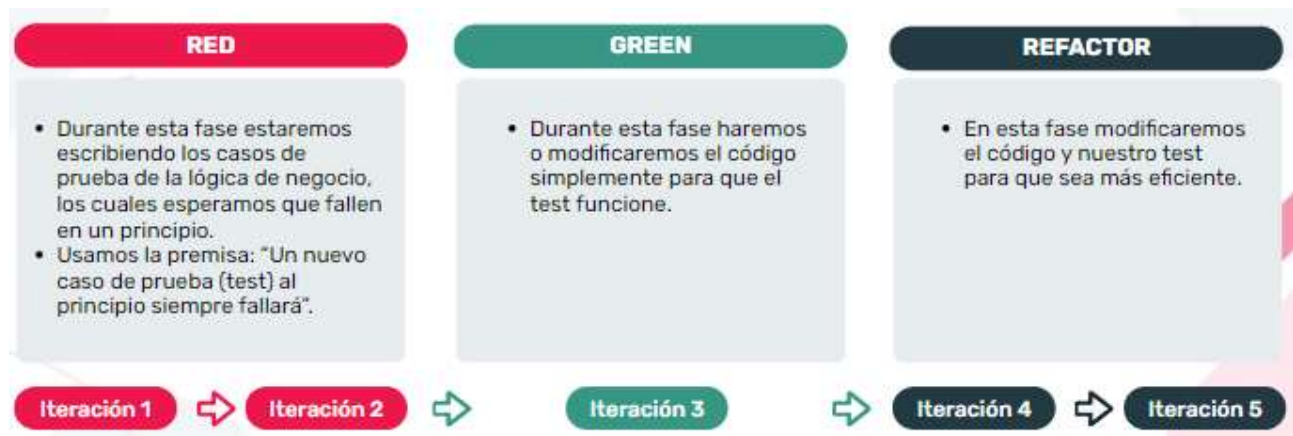 RED
• Durante esta fase estaremos
escribiendo los casos de
prueba de la lógica de negocio,
los cuales esperamos que fallen
en un principio.
• Usamos la premisa: “Un nuevo
caso de prueba (test) al
principio siempre fallará”.
GREEN
• Durante esta fase haremos
o modificaremos el código
simplemente para que el
test funcione.
REFACTOR
• En esta fase modificaremos
el código y nuestro test
para que sea más eficiente.
Iteración 1
Iteración 2
Iteración 3
Iteración 4
Iteración 5